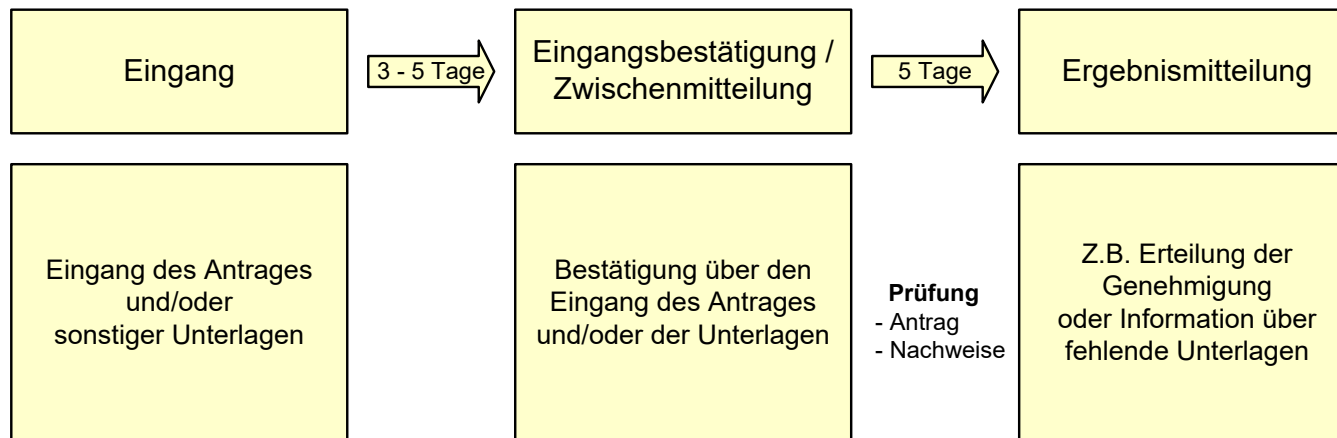 Eingang
3 - 5 Tage
Eingangsbestätigung /
Zwischenmitteilung
5 Tage
Ergebnismitteilung
Eingang des Antrages
und/oder
sonstiger Unterlagen
Bestätigung über den
Eingang des Antrages
und/oder der Unterlagen
Prüfung
- Antrag
- Nachweise
Z.B. Erteilung der
Genehmigung
oder Information über
fehlende Unterlagen